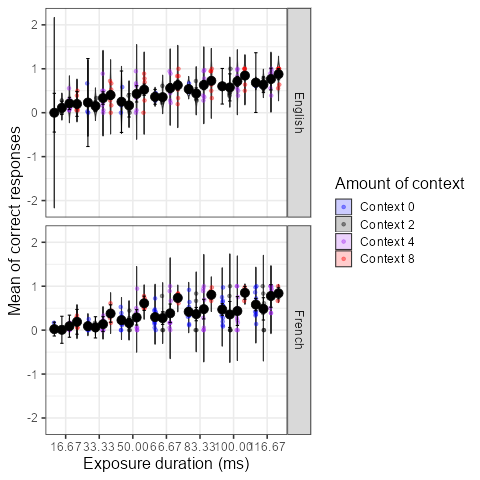 Mean of correct responses
2
1
0
-1
-2
English
2
1
0
-1
-2
French
16.67 33.33 50.00 66.67 83.33 100.00 116.67
Exposure duration (ms)
Amount of context
Context 0
Context 2
Context 4
Context 8